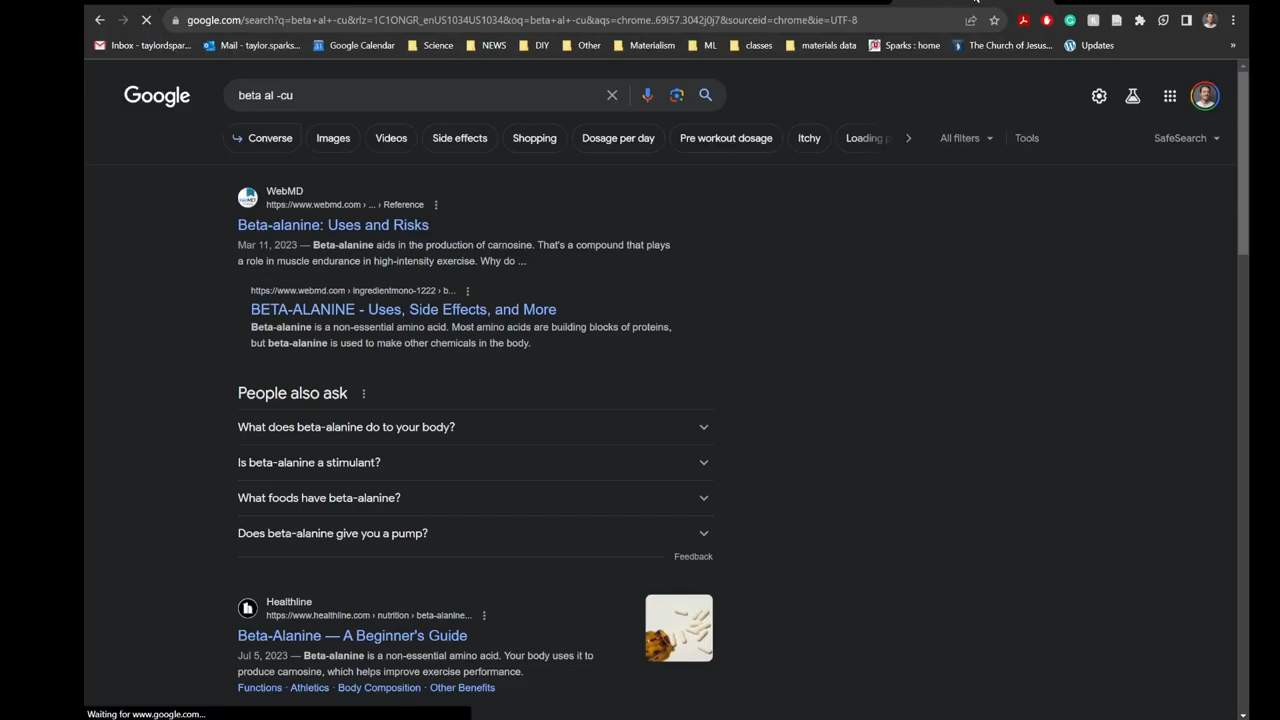 google.com/search?q=beta+al+-cu&rlz=1C1ONGR_enUS1034US1034&oq=beta+al+-cu&aqs=chrome..69i57.3042j0j7&sourceid=chrome&ie=UTF-8
Inbox - taylordspar... Mail - taylor.sparks... Google Calendar Science NEWS DIY Other Materialism ML classes materials data Sparks : home The Church of Jesus... Updates »
Google beta al -cu
Converse Images Videos Side effects Shopping Dosage per day Pre workout dosage Itchy Loading All filters Tools SafeSearch
WebMD
https://www.webmd.com › ... › Reference
Beta-alanine: Uses and Risks
Mar 11, 2023 — Beta-alanine aids in the production of carnosine. That's a compound that plays
a role in muscle endurance in high-intensity exercise. Why do ...
https://www.webmd.com › ingredientmono-1222 › b...
BETA-ALANINE - Uses, Side Effects, and More
Beta-alanine is a non-essential amino acid. Most amino acids are building blocks of proteins,
but beta-alanine is used to make other chemicals in the body.
People also ask
What does beta-alanine do to your body?
Is beta-alanine a stimulant?
What foods have beta-alanine?
Does beta-alanine give you a pump?
Feedback
Healthline
https://www.healthline.com › nutrition › beta-alanine...
Beta-Alanine — A Beginner's Guide
Jul 5, 2023 — Beta-alanine is a non-essential amino acid. Your body uses it to
produce carnosine, which helps improve exercise performance.
Functions · Athletics · Body Composition · Other Benefits
Waiting for www.google.com...